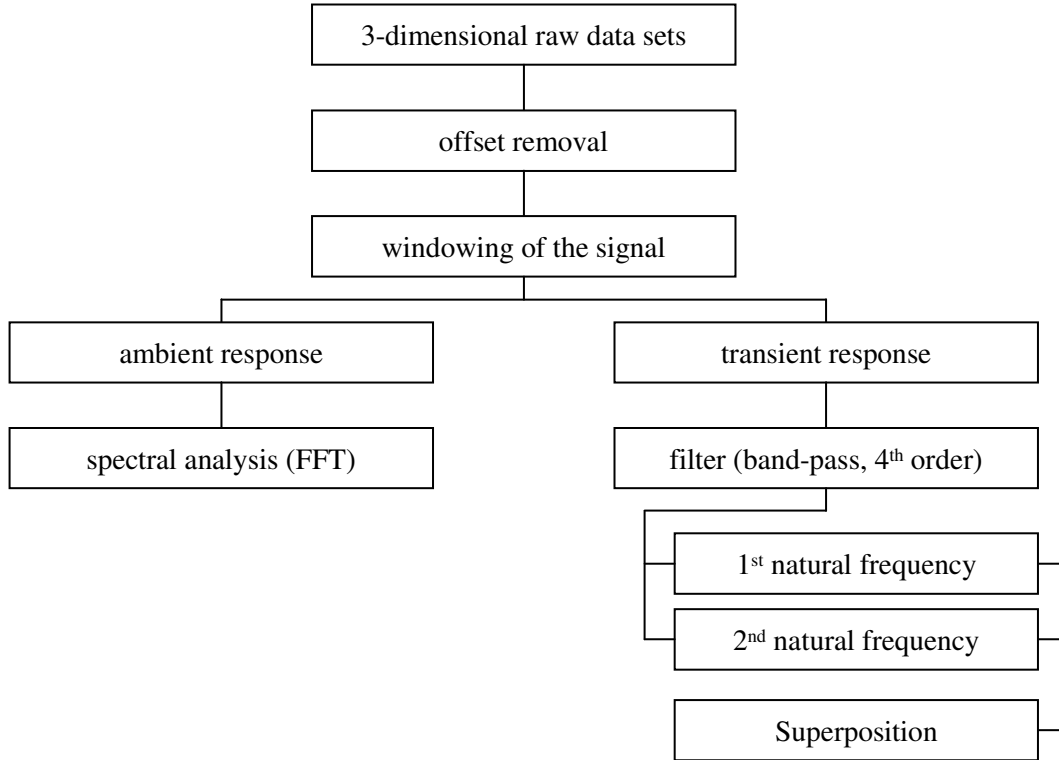 3-dimensional raw data sets
offset removal
windowing of the signal
ambient response
transient response
spectral analysis (FFT)
filter (band-pass, 4th order)
1st natural frequency
2nd natural frequency
Superposition